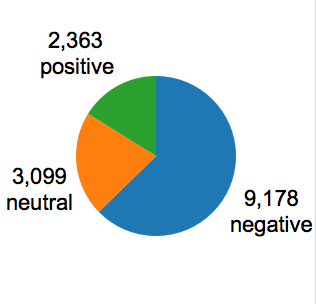 2,363
positive
3,099
neutral
9,178
negative